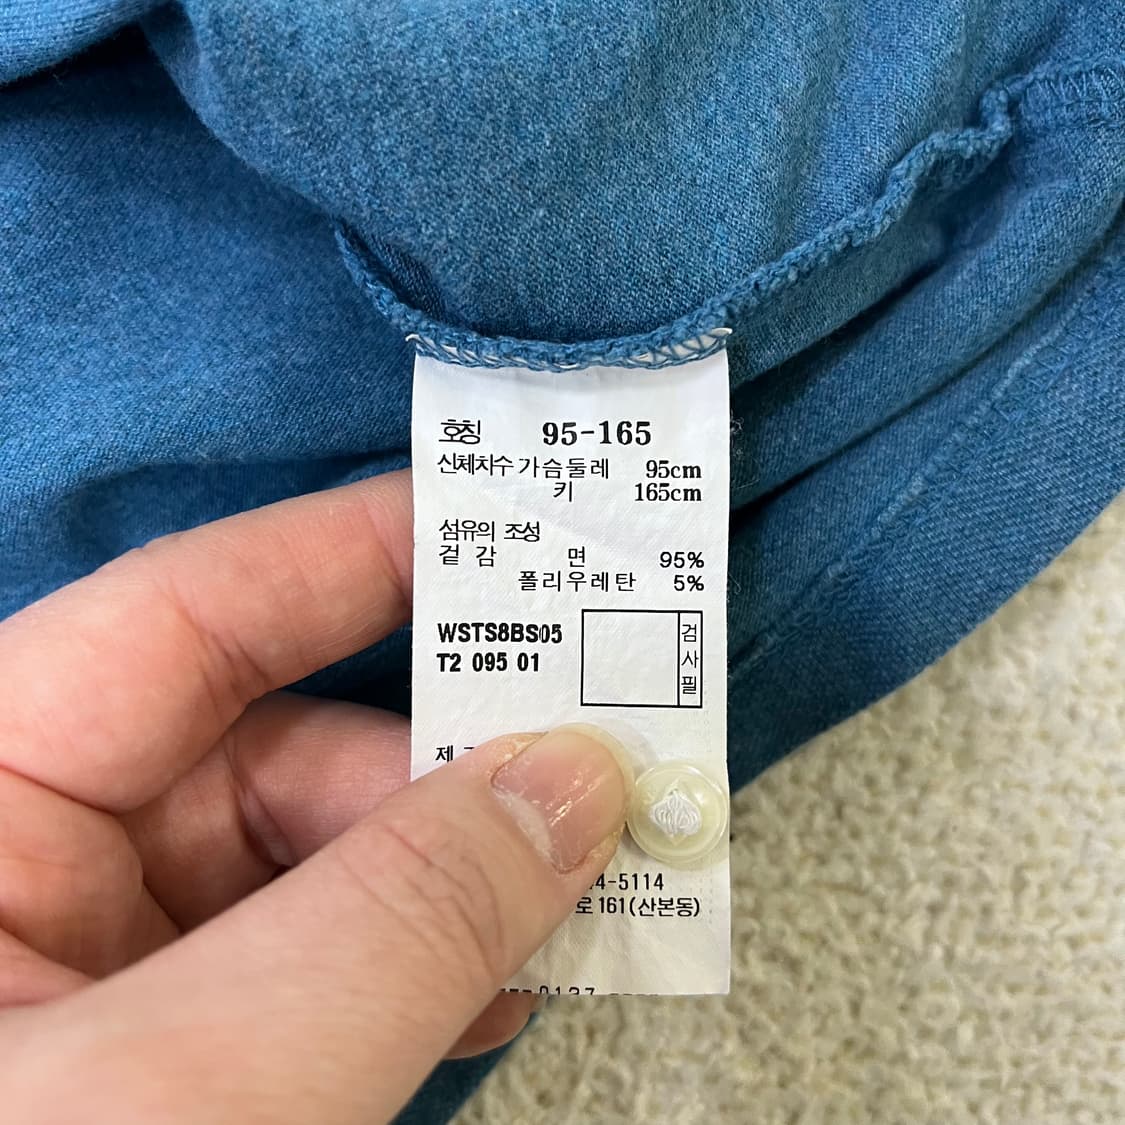 호칭 95-165
신체치수 가슴둘레 95cm
키 165cm
섬유의 조성
겉감 면 95%
폴리우레탄 5%
WSTS8BS05
T2 095 01
검사필
제
4-5114
로 161(산본동)